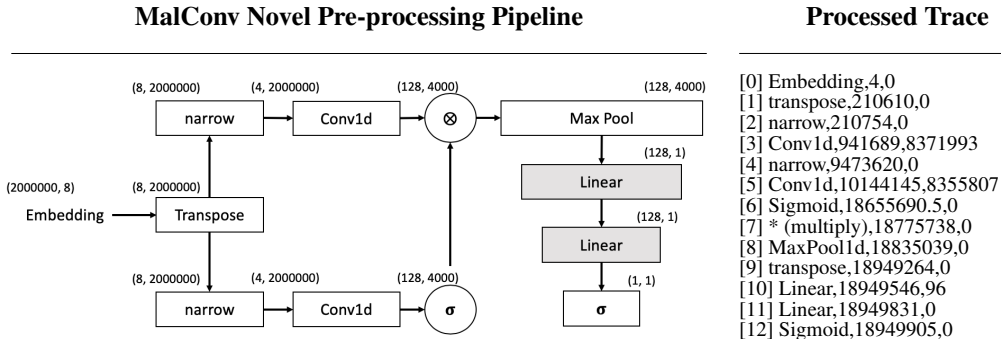 MalConv Novel Pre-processing Pipeline
Processed Trace
(8, 2000000) (4, 2000000) (128, 4000) (128, 4000)
narrow Conv1d ⊗ Max Pool
(128, 1)
(2000000, 8) (8, 2000000) Linear
Embedding Transpose
(128, 1)
Linear
(8, 2000000) (4, 2000000) (128, 4000) (1, 1)
narrow Conv1d σ σ
[0] Embedding,4,0
[1] transpose,210610,0
[2] narrow,210754,0
[3] Conv1d,941689,8371993
[4] narrow,9473620,0
[5] Conv1d,10144145,8355807
[6] Sigmoid,18655690.5,0
[7] * (multiply),18775738,0
[8] MaxPool1d,18835039,0
[9] transpose,18949264,0
[10] Linear,18949546,96
[11] Linear,18949831,0
[12] Sigmoid,18949905,0